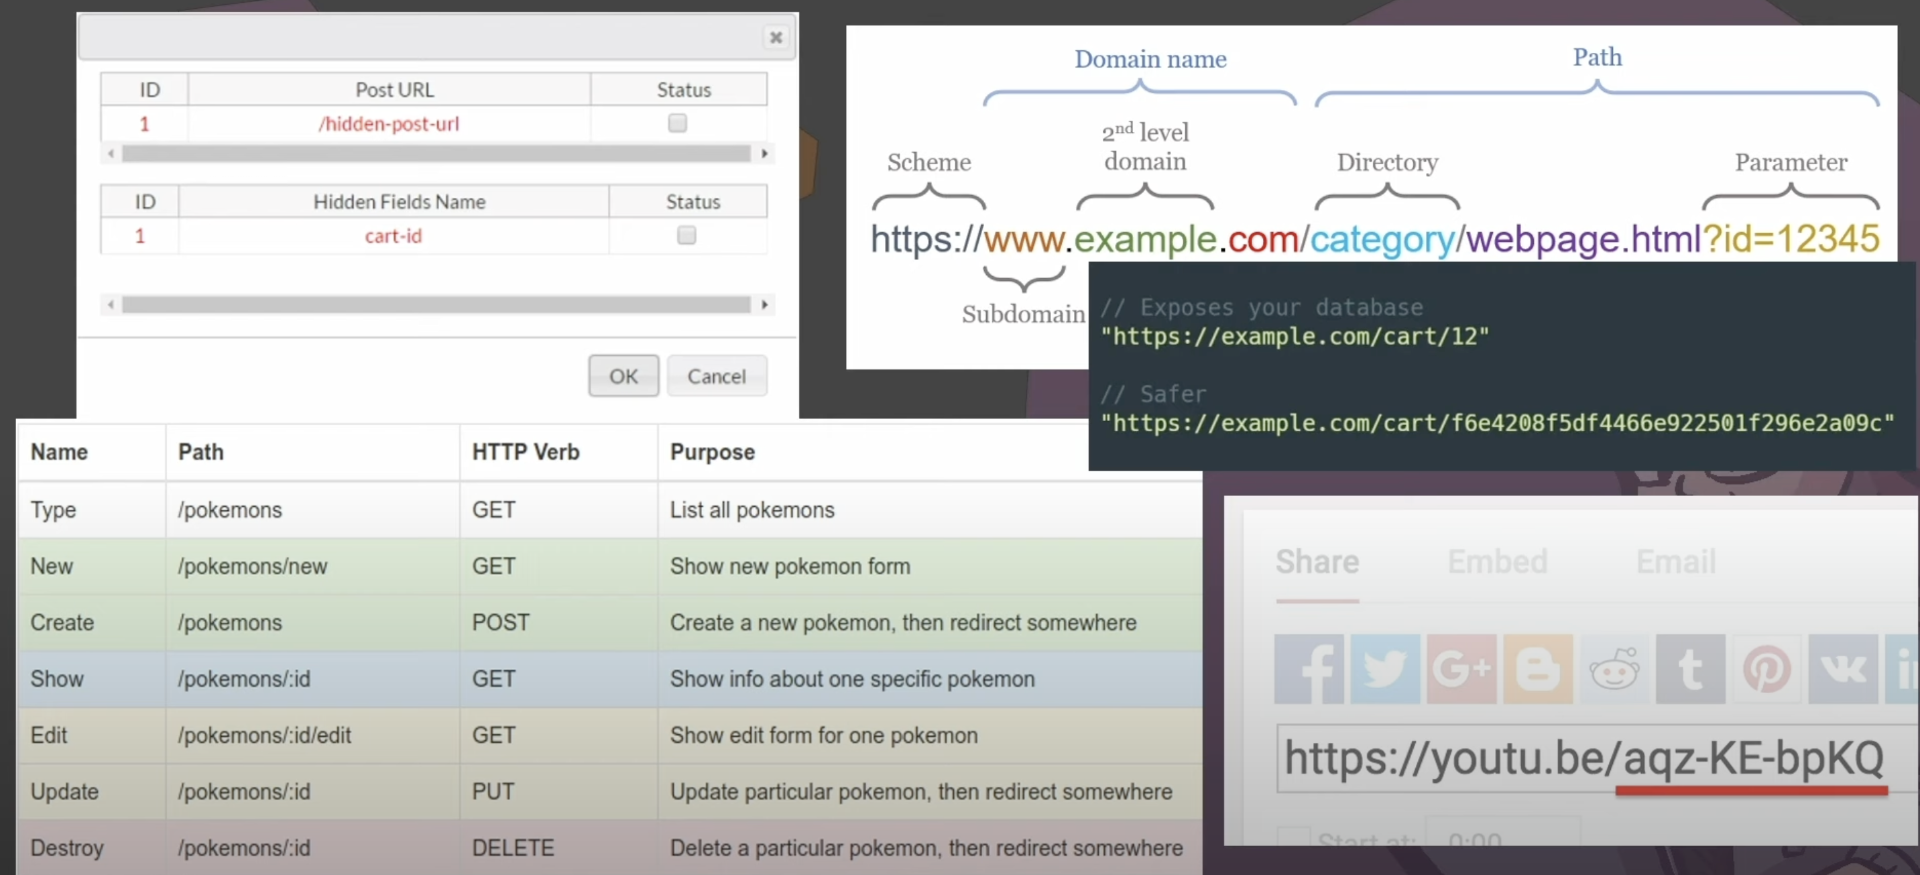 ID Post URL Status
1 /hidden-post-url
ID Hidden Fields Name Status
1 cart-id
OK Cancel
Domain name Path
2nd level
domain
Scheme Directory Parameter
https://www.example.com/category/webpage.html?id=12345
Subdomain
// Exposes your database
"https://example.com/cart/12"
// Safer
"https://example.com/cart/f6e4208f5df4466e922501f296e2a09c"
Name Path HTTP Verb Purpose
Type /pokemons GET List all pokemons
New /pokemons/new GET Show new pokemon form
Create /pokemons POST Create a new pokemon, then redirect somewhere
Show /pokemons/:id GET Show info about one specific pokemon
Edit /pokemons/:id/edit GET Show edit form for one pokemon
Update /pokemons/:id PUT Update particular pokemon, then redirect somewhere
Destroy /pokemons/:id DELETE Delete a particular pokemon, then redirect somewhere
Share Embed Email
https://youtu.be/aqz-KE-bpKQ
Start at: 0:00